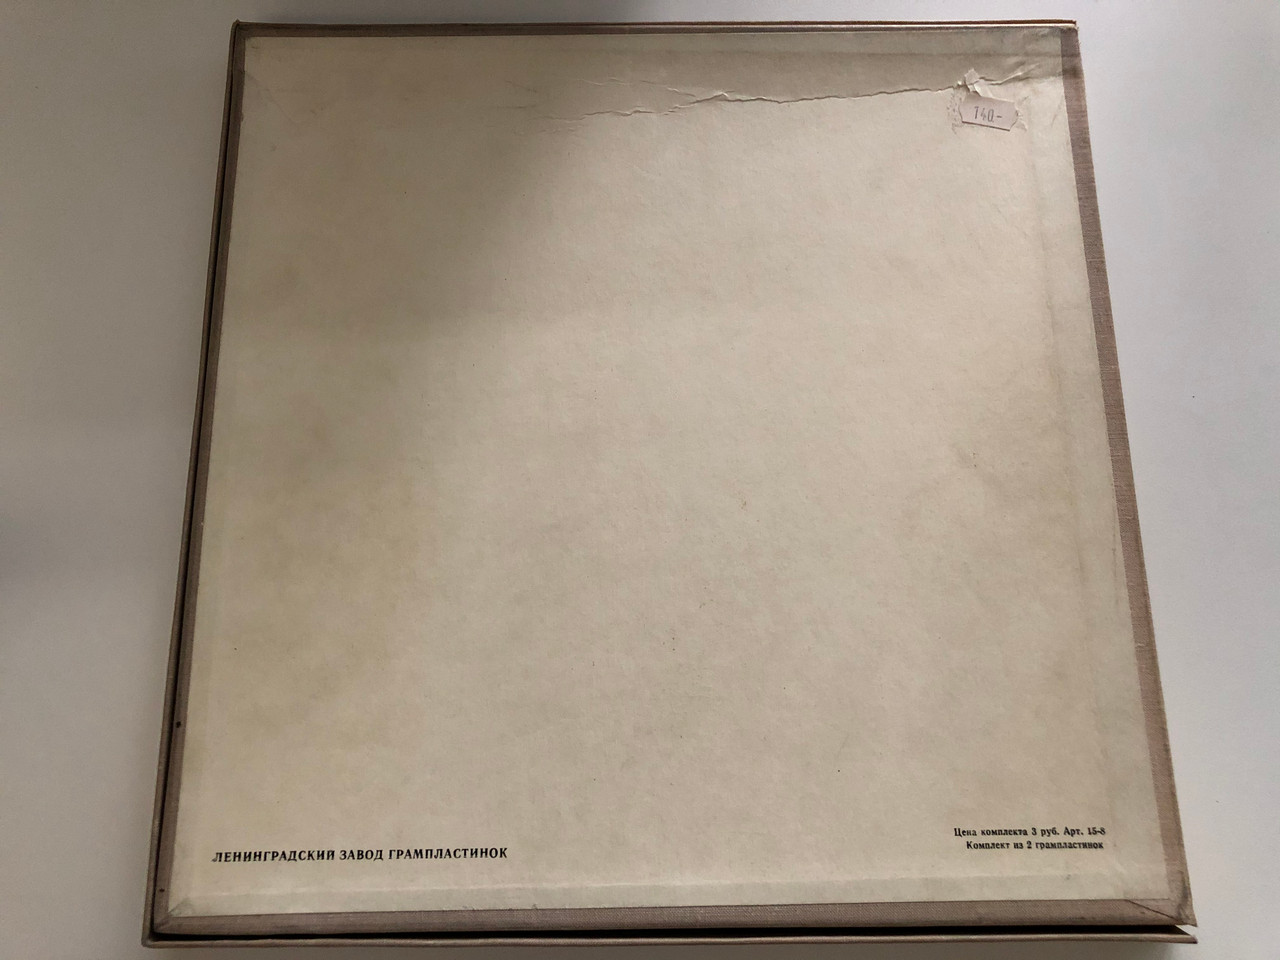 140-
ЛЕНИНГРАДСКИЙ ЗАВОД ГРАМПЛАСТИНОК
Цена комплекта 3 руб. Арт. 15-8
Комплект из 2 грампластинок